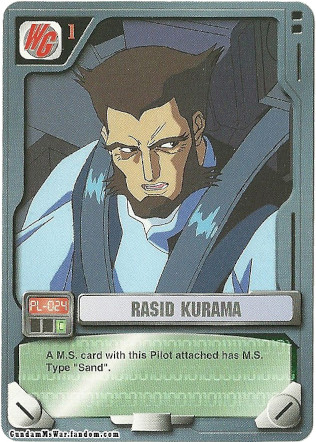 WG 1
PL-024
C
RASID KURAMA
A M.S. card with this Pilot attached has M.S.
Type "Sand".
GundamMsWar.fandom.com